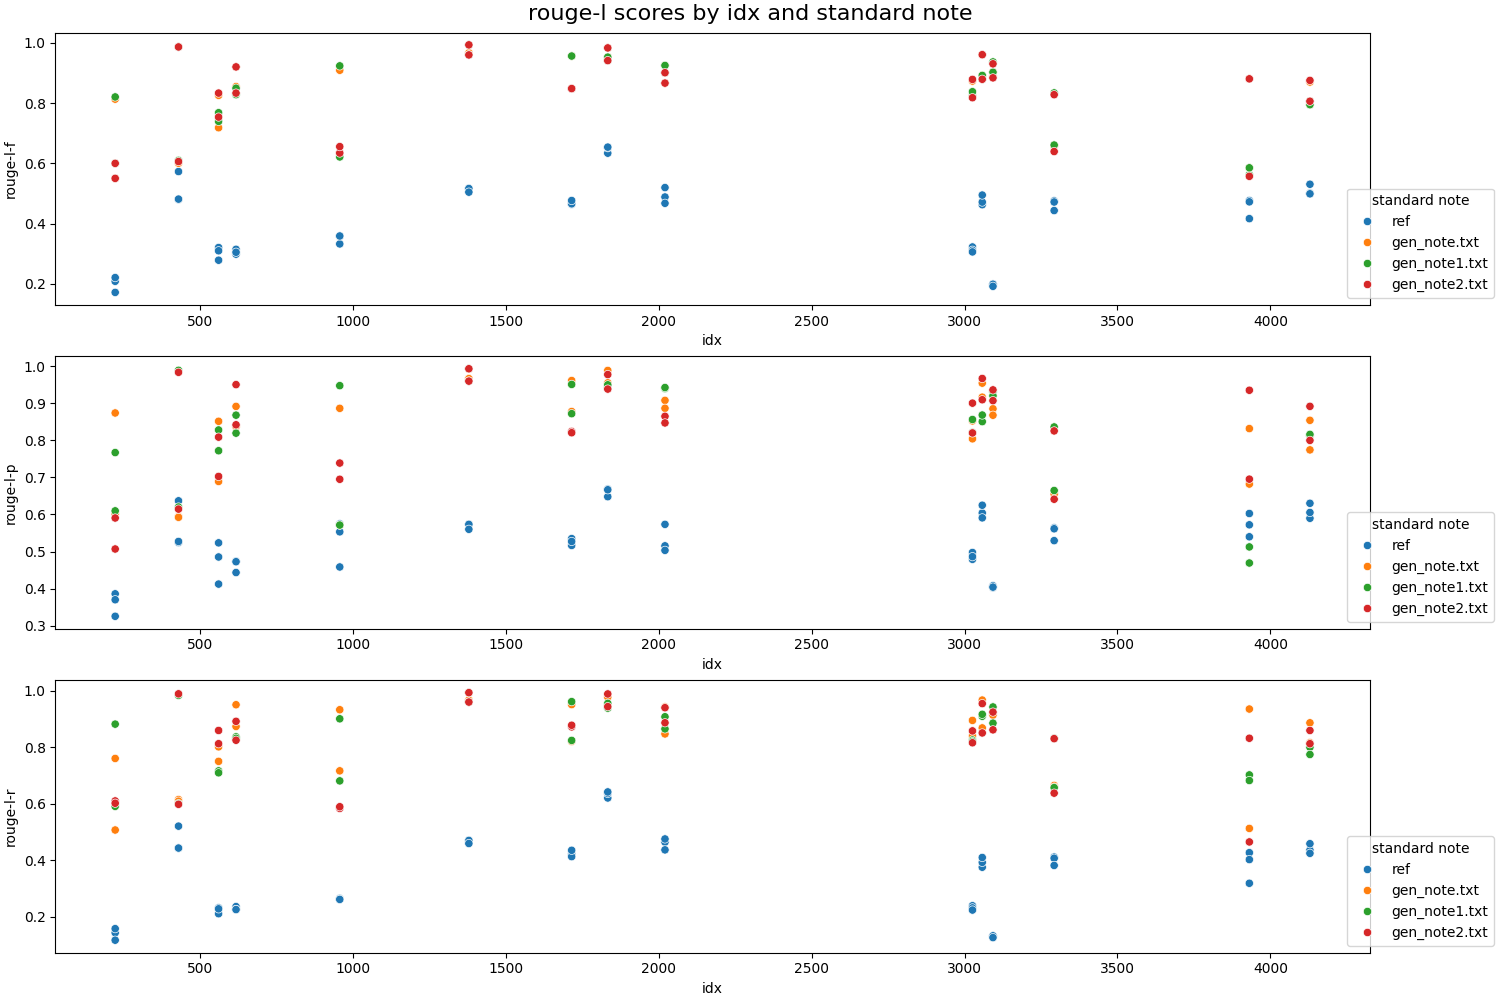 rouge-l scores by idx and standard note
1.0
0.8
0.6
0.4
0.2
rouge-l-f
500 1000 1500 2000 2500 3000 3500 4000
idx
standard note
ref
gen_note.txt
gen_note1.txt
gen_note2.txt
1.0
0.9
0.8
0.7
0.6
0.5
0.4
0.3
rouge-l-p
500 1000 1500 2000 2500 3000 3500 4000
idx
standard note
ref
gen_note.txt
gen_note1.txt
gen_note2.txt
1.0
0.8
0.6
0.4
0.2
rouge-l-r
500 1000 1500 2000 2500 3000 3500 4000
idx
standard note
ref
gen_note.txt
gen_note1.txt
gen_note2.txt